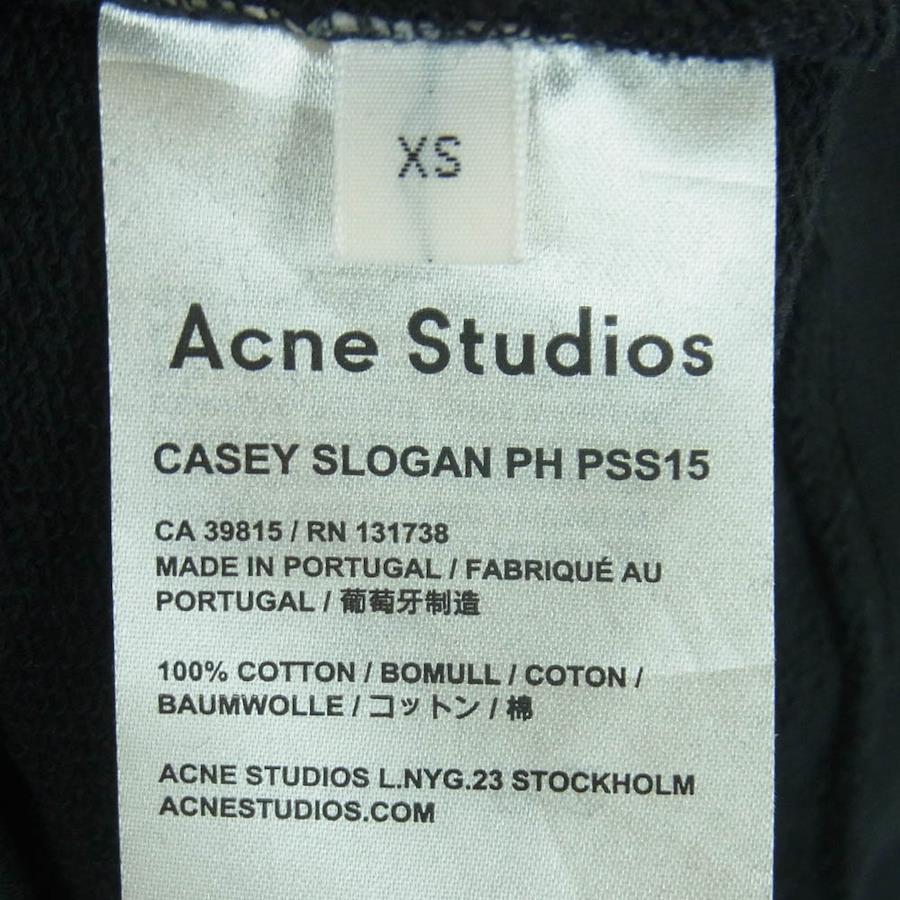 XS
Acne Studios
CASEY SLOGAN PH PSS15
CA 39815 / RN 131738
MADE IN PORTUGAL / FABRIQUÉ AU
PORTUGAL / 葡萄牙制造
100% COTTON / BOMULL / COTON /
BAUMWOLLE / コットン / 棉
ACNE STUDIOS L.NYG.23 STOCKHOLM
ACNESTUDIOS.COM